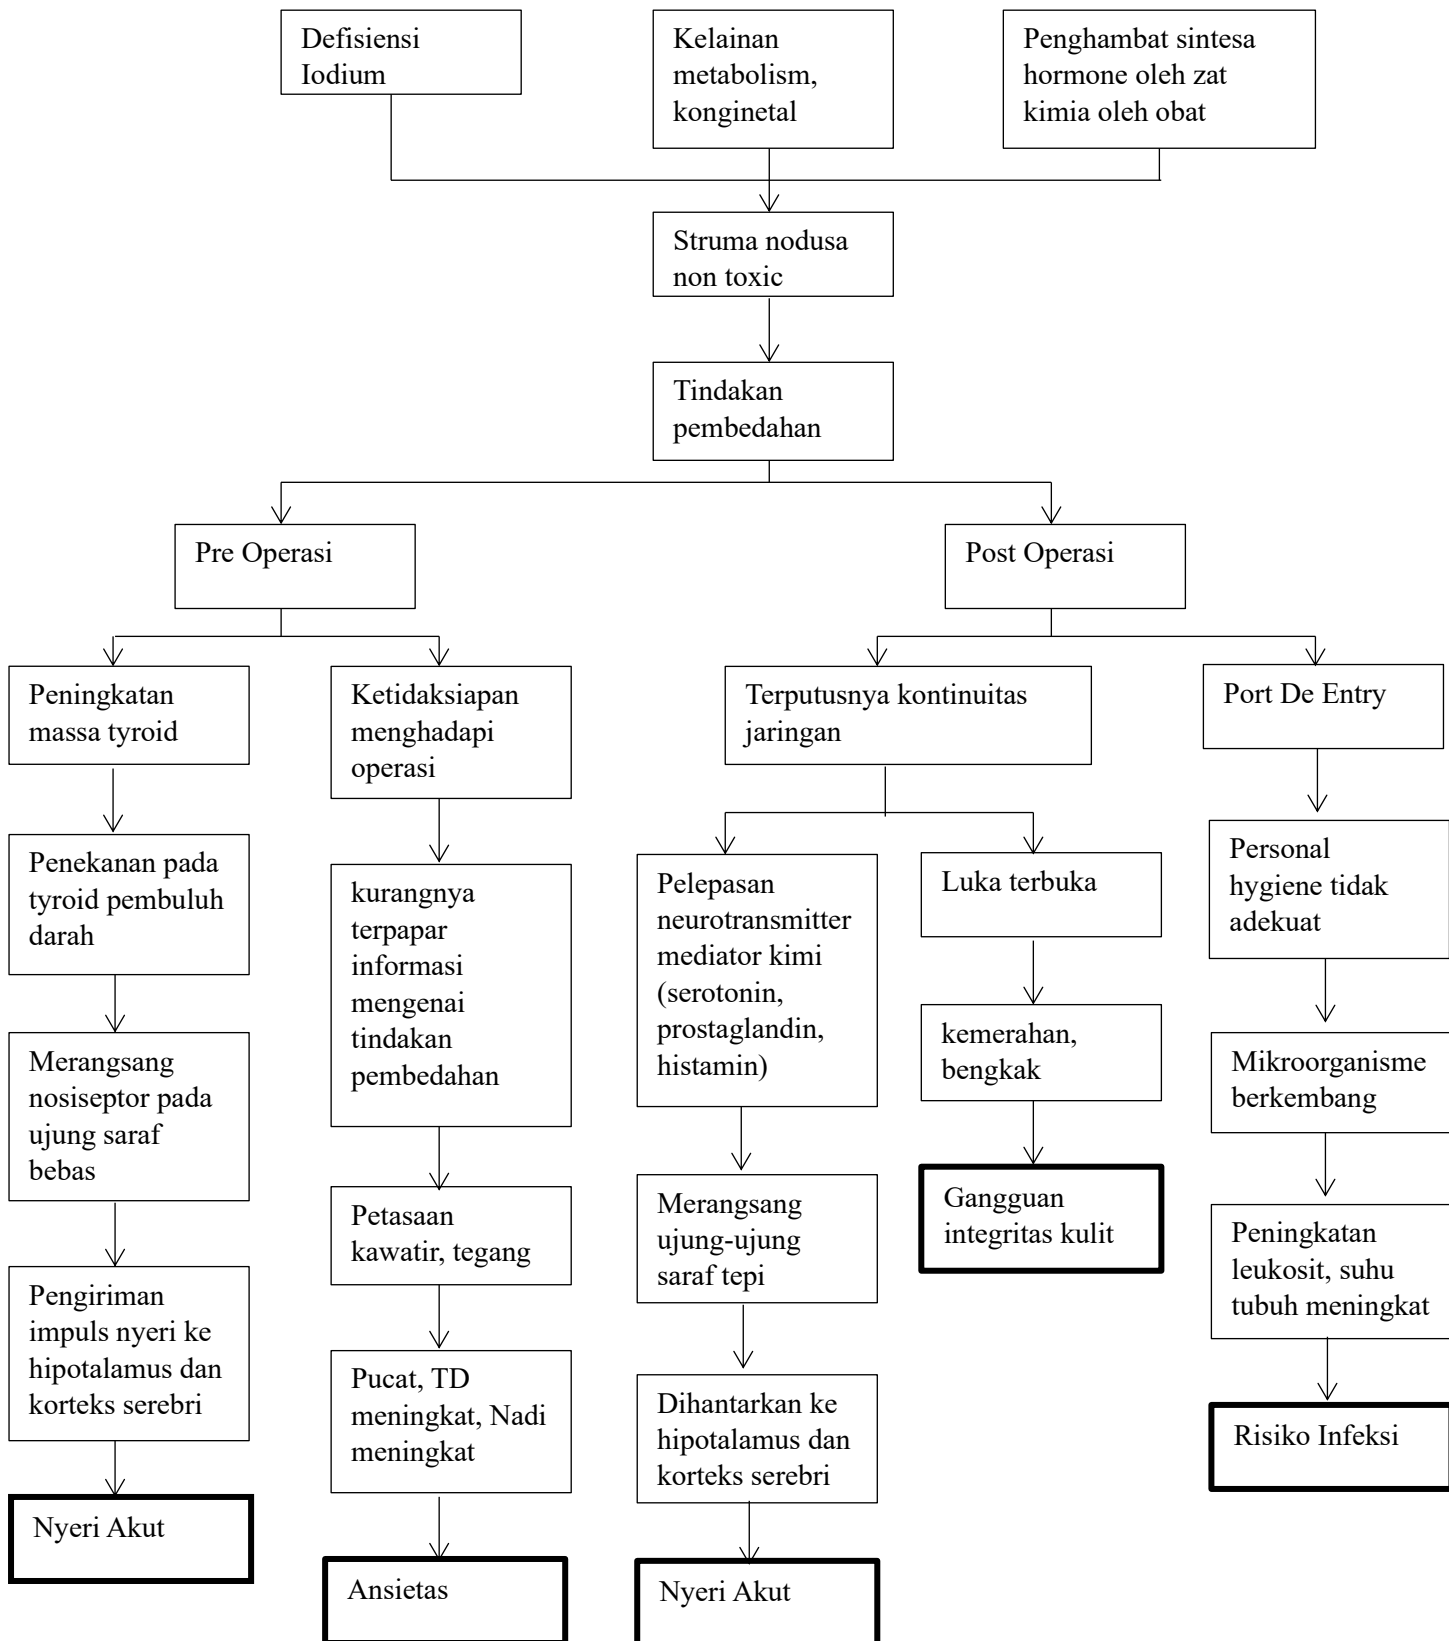 Defisiensi
Iodium
Kelainan
metabolism,
konginetal
Penghambat sintesa
hormone oleh zat
kimia oleh obat
Struma nodusa
non toxic
Tindakan
pembedahan
Pre Operasi
Post Operasi
Peningkatan
massa tyroid
Ketidaksiapan
menghadapi
operasi
Terputusnya kontinuitas
jaringan
Port De Entry
Penekanan pada
tyroid pembuluh
darah
kurangnya
terpapar
informasi
mengenai
tindakan
pembedahan
Pelepasan
neurotransmitter
mediator kimi
(serotonin,
prostaglandin,
histamin)
Luka terbuka
Personal
hygiene tidak
adekuat
Merangsang
nosiseptor pada
ujung saraf
bebas
kemerahan,
bengkak
Mikroorganisme
berkembang
Petasaan
kawatir, tegang
Merangsang
ujung-ujung
saraf tepi
Gangguan
integritas kulit
Peningkatan
leukosit, suhu
tubuh meningkat
Pengiriman
impuls nyeri ke
hipotalamus dan
korteks serebri
Pucat, TD
meningkat, Nadi
meningkat
Dihantarkan ke
hipotalamus dan
korteks serebri
Risiko Infeksi
Nyeri Akut
Ansietas
Nyeri Akut